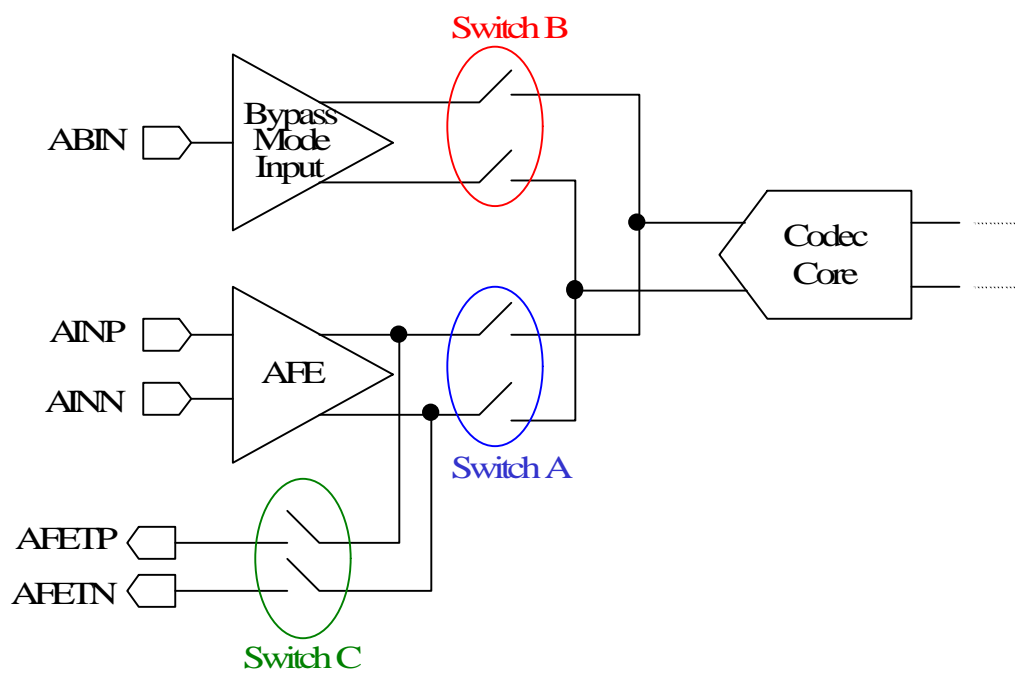 Switch B
ABIN
Bypass
Mode
Input
Codec
Core
AINP
AFE
AINN
Switch A
AFETP
AFETN
Switch C